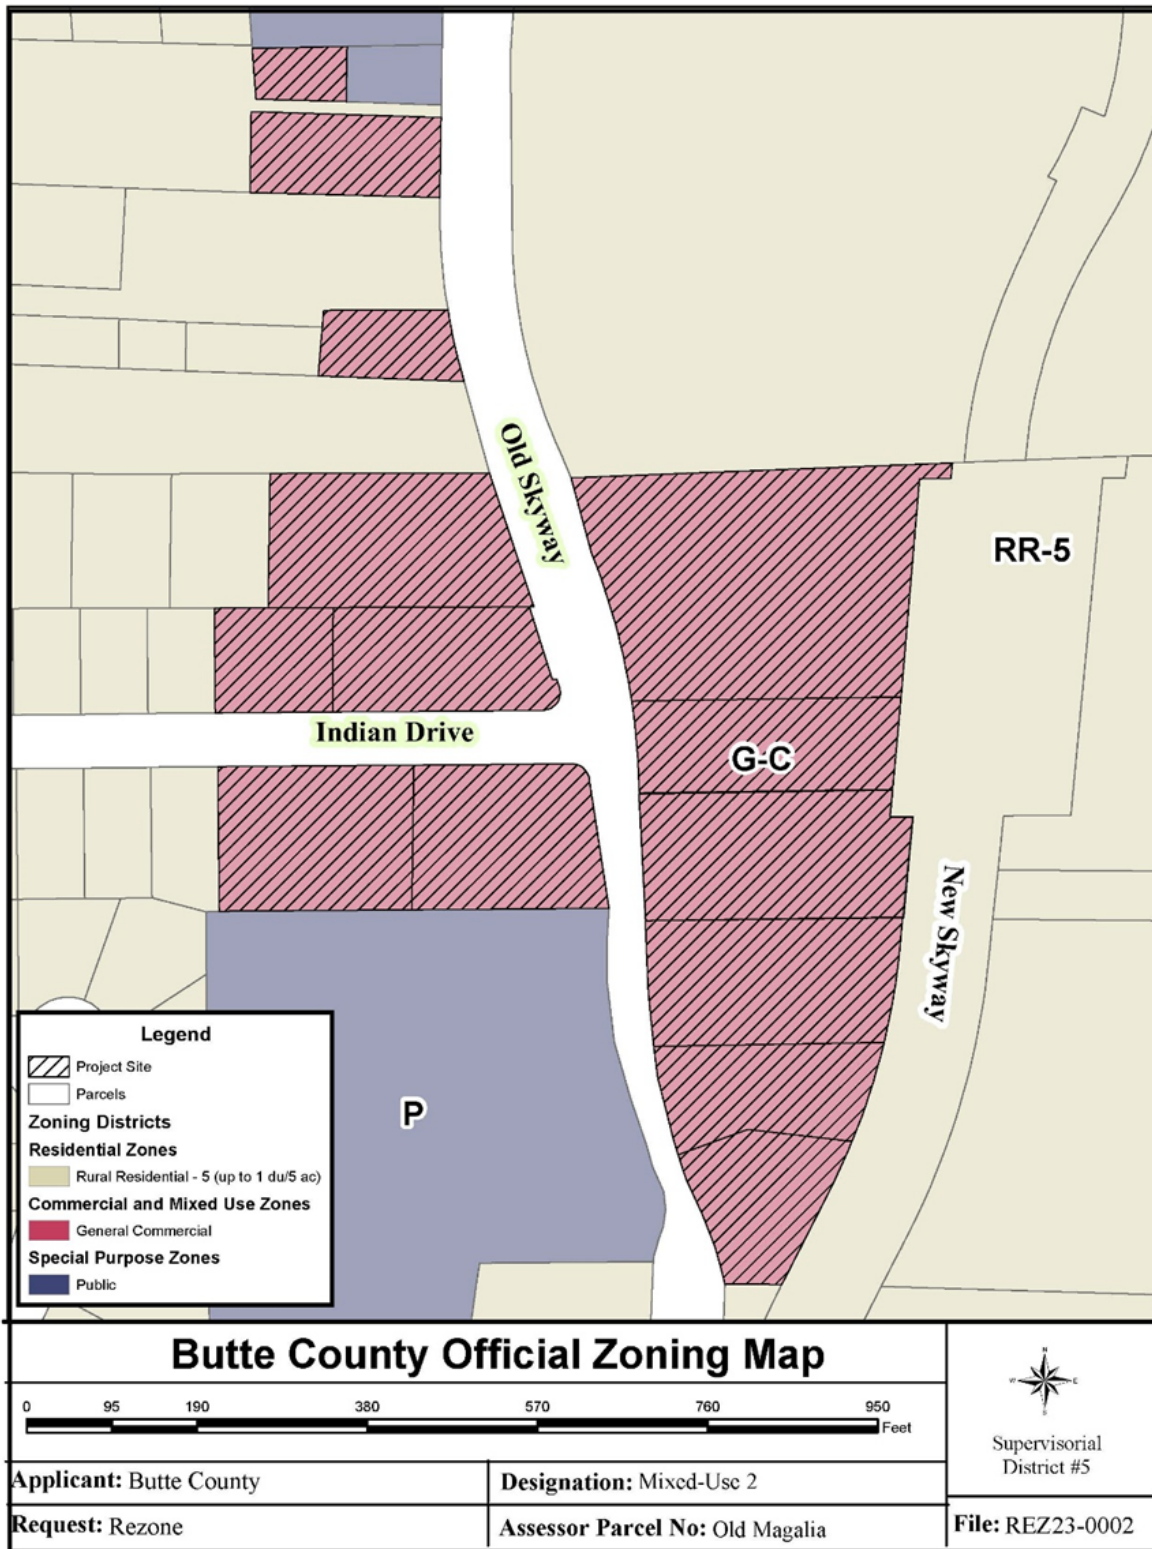 Old Skyway
RR-5
Indian Drive
G-C
New Skyway
P
Legend
Project Site
Parcels
Zoning Districts
Residential Zones
Rural Residential - 5 (up to 1 du/5 ac)
Commercial and Mixed Use Zones
General Commercial
Special Purpose Zones
Public
Butte County Official Zoning Map
0 95 190 380 570 760 950
Feet
N
W E
S
Supervisorial
District #5
Applicant: Butte County
Designation: Mixed-Use 2
Request: Rezone
Assessor Parcel No: Old Magalia
File: REZ23-0002